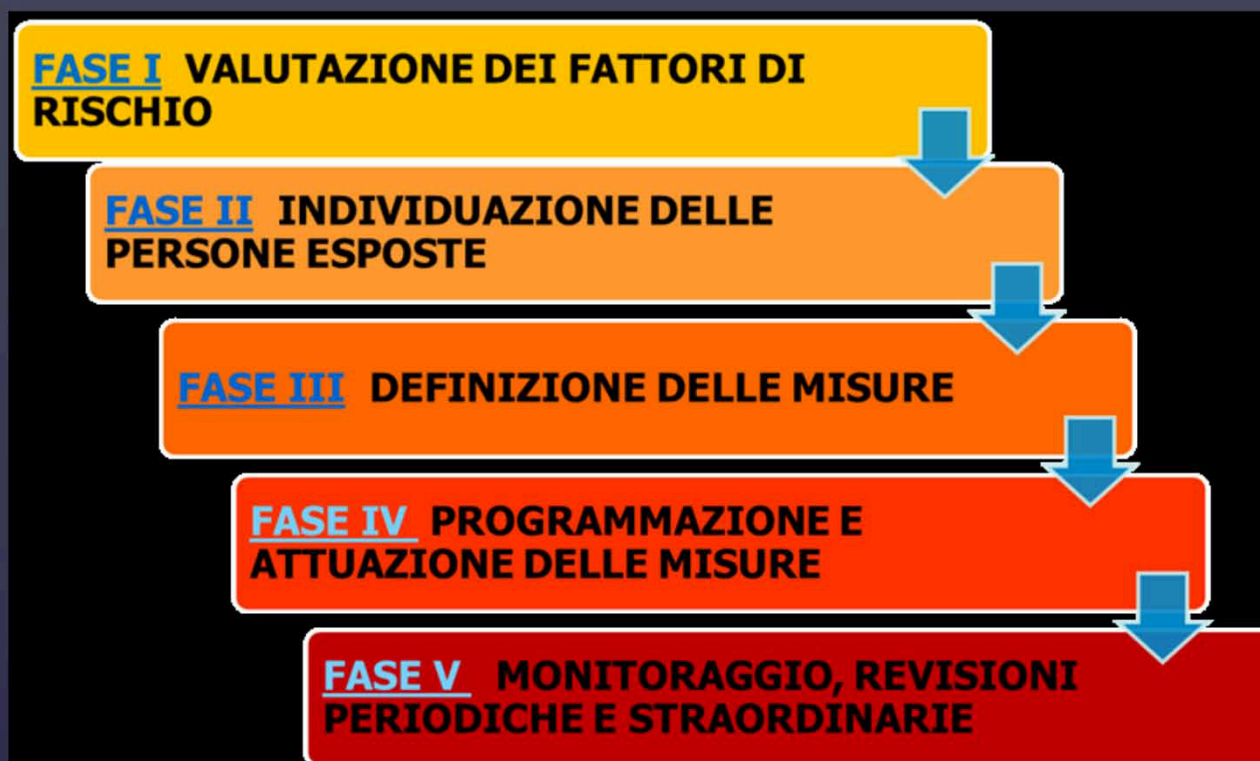 FASE I VALUTAZIONE DEI FATTORI DI
RISCHIO
FASE II INDIVIDUAZIONE DELLE
PERSONE ESPOSTE
FASE III DEFINIZIONE DELLE MISURE
FASE IV PROGRAMMAZIONE E
ATTUAZIONE DELLE MISURE
FASE V MONITORAGGIO, REVISIONI
PERIODICHE E STRAORDINARIE